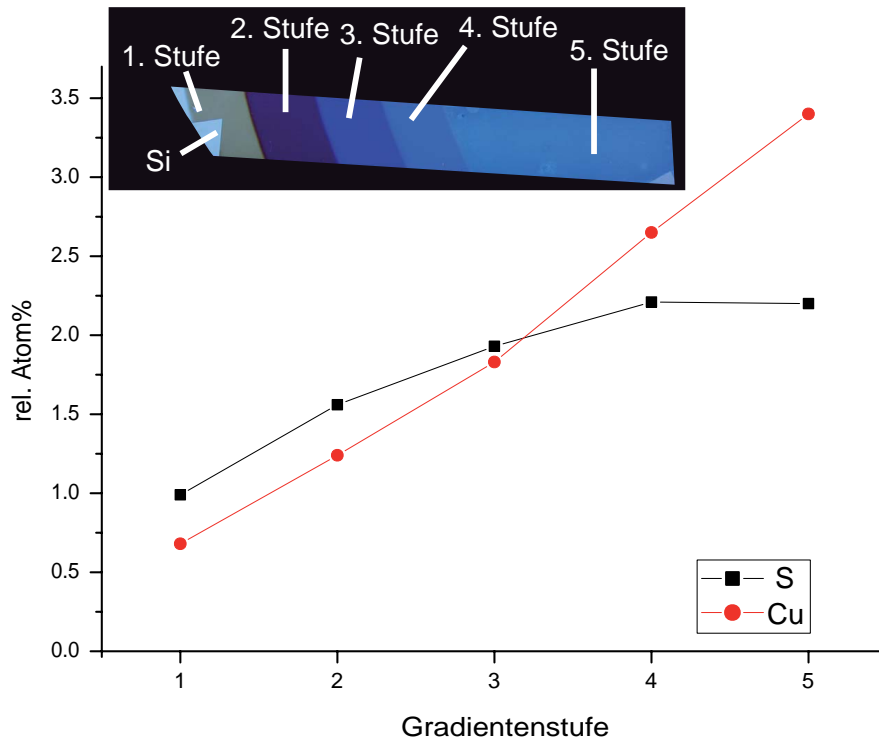 1. Stufe
2. Stufe
3. Stufe
4. Stufe
5. Stufe
Si
rel. Atom%
3.5
3.0
2.5
2.0
1.5
1.0
0.5
0.0
1 2 3 4 5
Gradientenstufe
S
Cu